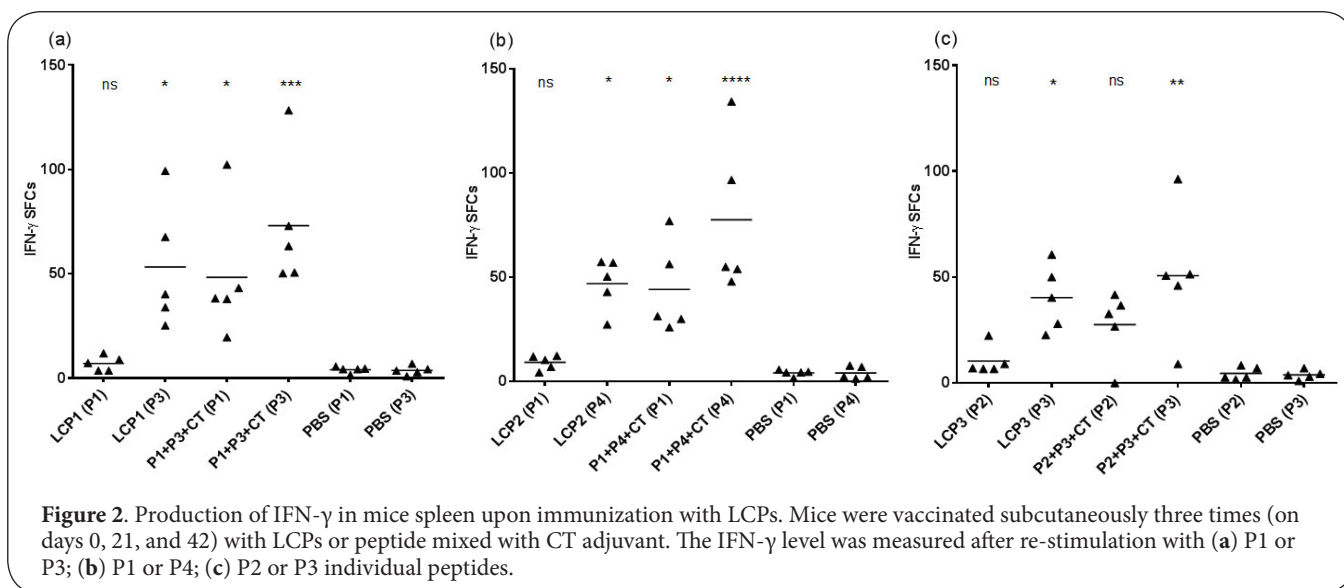 (a)
150
100
50
0
IFN-γ SFCs
ns * * ***
LCP1 (P1)
LCP1 (P3)
P1+P3+CT (P1)
P1+P3+CT (P3)
PBS (P1)
PBS (P3)
(b)
150
100
50
0
IFN-γ SFCs
ns * * ****
LCP2 (P1)
LCP2 (P4)
P1+P4+CT (P1)
P1+P4+CT (P4)
PBS (P1)
PBS (P4)
(c)
150
100
50
0
IFN-γ SFCs
ns * ns **
LCP3 (P2)
LCP3 (P3)
P2+P3+CT (P2)
P2+P3+CT (P3)
PBS (P2)
PBS (P3)
Figure 2. Production of IFN-γ in mice spleen upon immunization with LCPs. Mice were vaccinated subcutaneously three times (on
days 0, 21, and 42) with LCPs or peptide mixed with CT adjuvant. The IFN-γ level was measured after re-stimulation with (a) P1 or
P3; (b) P1 or P4; (c) P2 or P3 individual peptides.